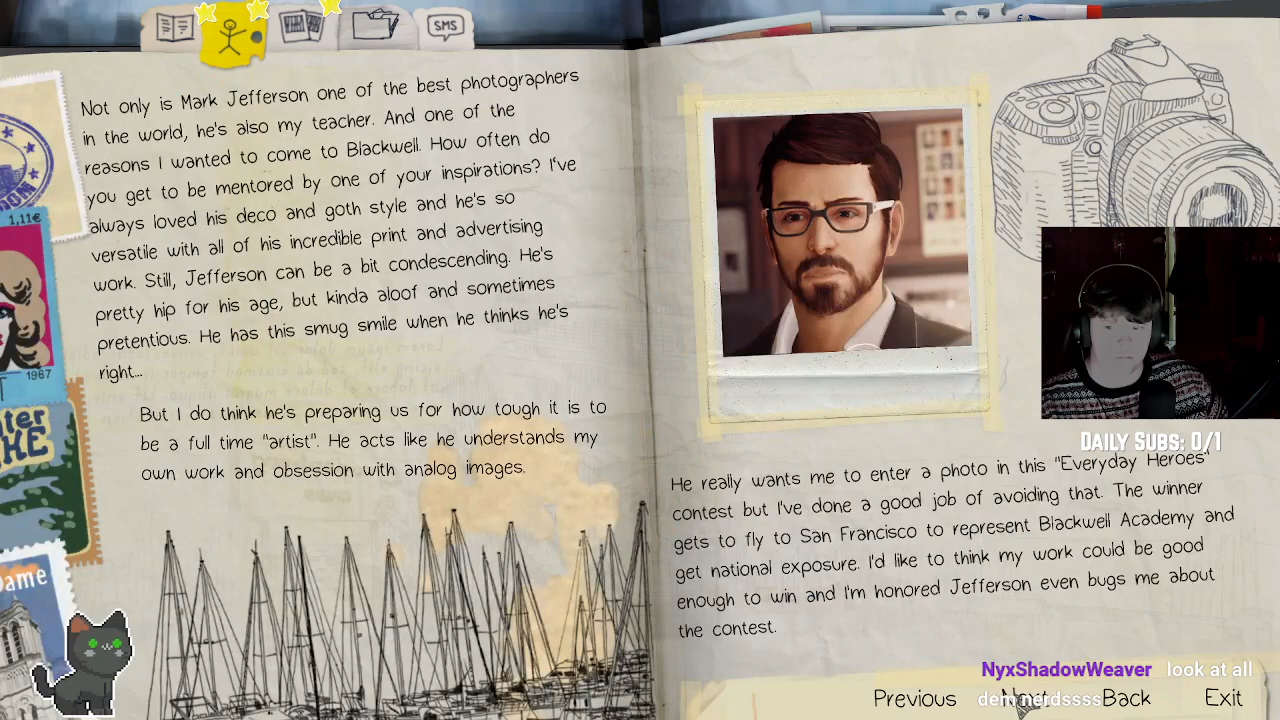 SMS
Not only is Mark Jefferson one of the best photographers
in the world, he's also my teacher. And one of the
reasons I wanted to come to Blackwell. How often do
you get to be mentored by one of your inspirations? I've
always loved his deco and goth style and he's so
versatile with all of his incredible print and advertising
work. Still, Jefferson can be a bit condescending. He's
pretty hip for his age, but kinda aloof and sometimes
pretentious. He has this smug smile when he thinks he's
right...
But I do think he's preparing us for how tough it is to
be a full time "artist". He acts like he understands my
own work and obsession with analog images.
1,11€
1967
DAILY SUBS: 0/1
He really wants me to enter a photo in this "Everyday Heroes"
contest but I've done a good job of avoiding that. The winner
gets to fly to San Francisco to represent Blackwell Academy and
get national exposure. I'd like to think my work could be good
enough to win and I'm honored Jefferson even bugs me about
the contest.
NyxShadowWeaver look at all
dem nerdssss
Previous Next Back Exit